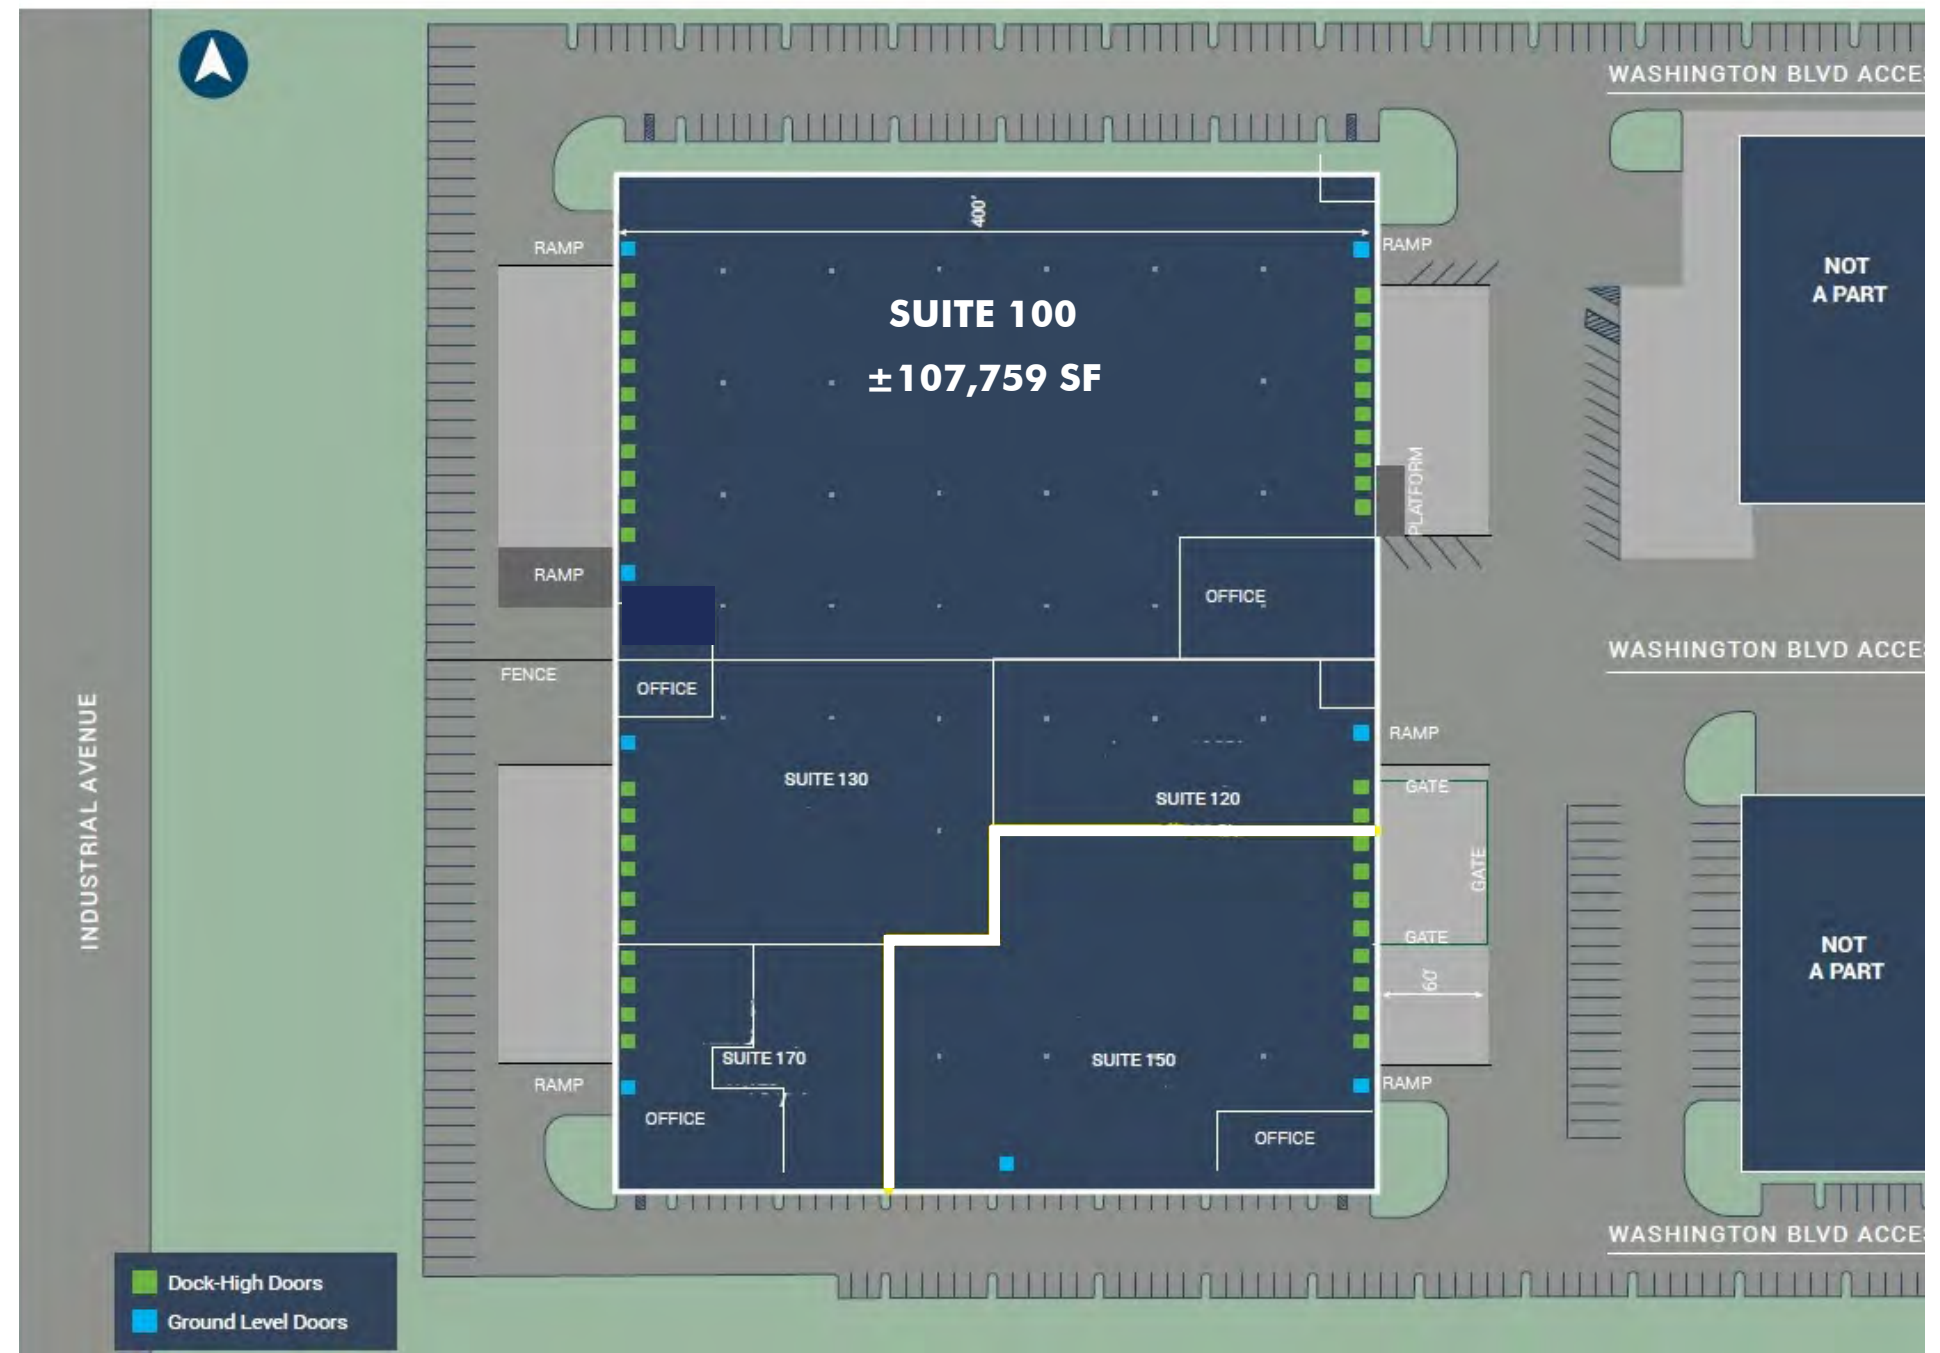 WASHINGTON BLVD ACCE
400'
RAMP
RAMP
NOT
A PART
SUITE 100
±107,759 SF
PLATFORM
RAMP
OFFICE
WASHINGTON BLVD ACCE
FENCE
OFFICE
INDUSTRIAL AVENUE
RAMP
SUITE 130
GATE
SUITE 120
GATE
GATE
NOT
A PART
60'
SUITE 170
SUITE 150
RAMP
RAMP
OFFICE
OFFICE
WASHINGTON BLVD ACCE
Dock-High Doors
Ground Level Doors